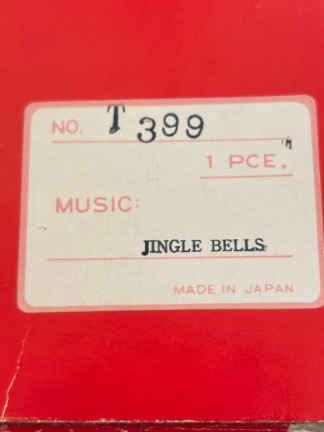 NO. T 399
1 PCE.
MUSIC:
JINGLE BELLS
MADE IN JAPAN